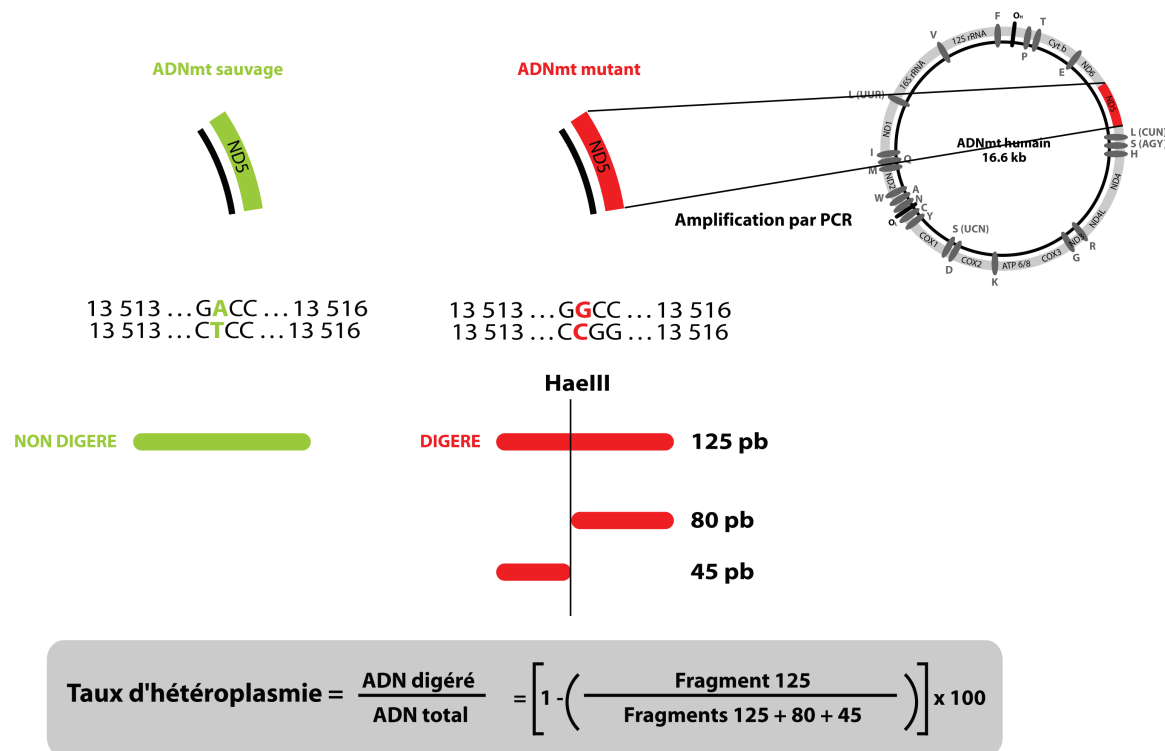 ADNmt sauvage
ADNmt mutant
ND5
ND5
F
OH
T
V
12S rRNA
P
Cyt b
E
ND6
16S rRNA
L (UUR)
ND5
ND1
ADNmt humain
16.6 kb
L (CUN)
S (AGY)
H
I
Q
M
ND2
ND4
W
A
N
C
Y
OL
COX1
S (UCN)
D
COX2
K
ATP 6/8
COX3
G
ND3
R
ND4L
Amplification par PCR
13 513 ...GACC ... 13 516
13 513 ...CTCC ... 13 516
13 513 ...GGCC ... 13 516
13 513 ...CCGG ... 13 516
HaeIII
NON DIGERE
DIGERE
125 pb
80 pb
45 pb
Taux d'hétéroplasmie = ADN digéré / ADN total = [1 - ( Fragment 125 / Fragments 125 + 80 + 45 )] x 100